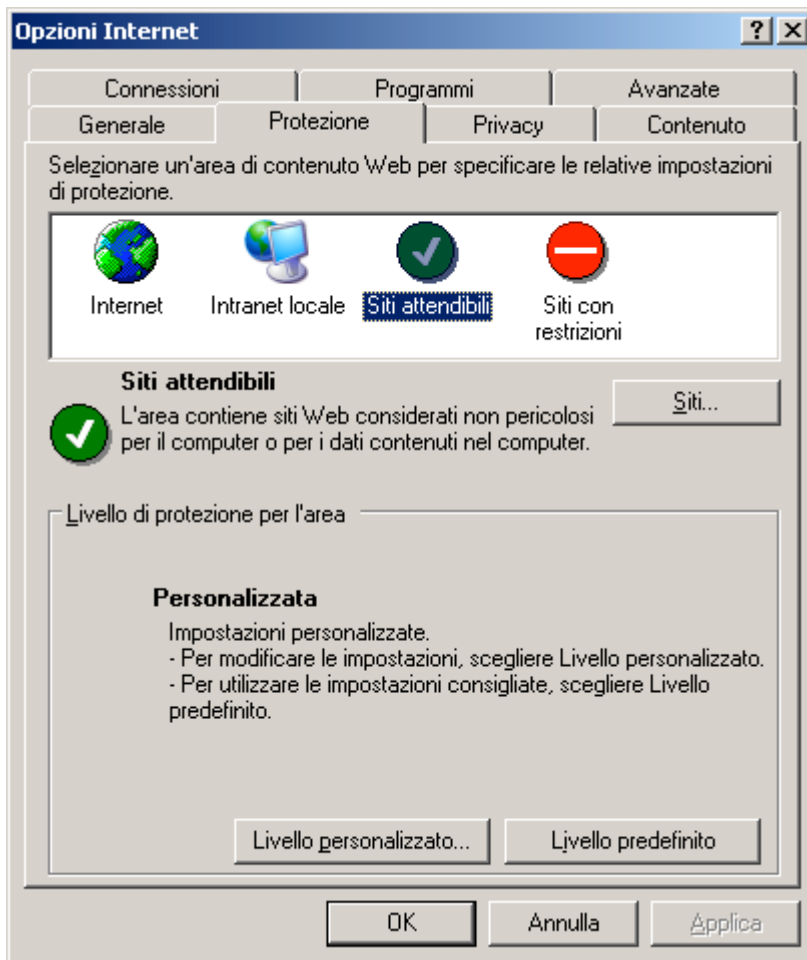 Opzioni Internet
Connessioni Programmi Avanzate
Generale Protezione Privacy Contenuto
Selezionare un'area di contenuto Web per specificare le relative impostazioni
di protezione.
Internet Intranet locale Siti attendibili Siti con
restrizioni
Siti attendibili
L'area contiene siti Web considerati non pericolosi
per il computer o per i dati contenuti nel computer.
Siti...
Livello di protezione per l'area
Personalizzata
Impostazioni personalizzate.
- Per modificare le impostazioni, scegliere Livello personalizzato.
- Per utilizzare le impostazioni consigliate, scegliere Livello
predefinito.
Livello personalizzato... Livello predefinito
OK Annulla Applica